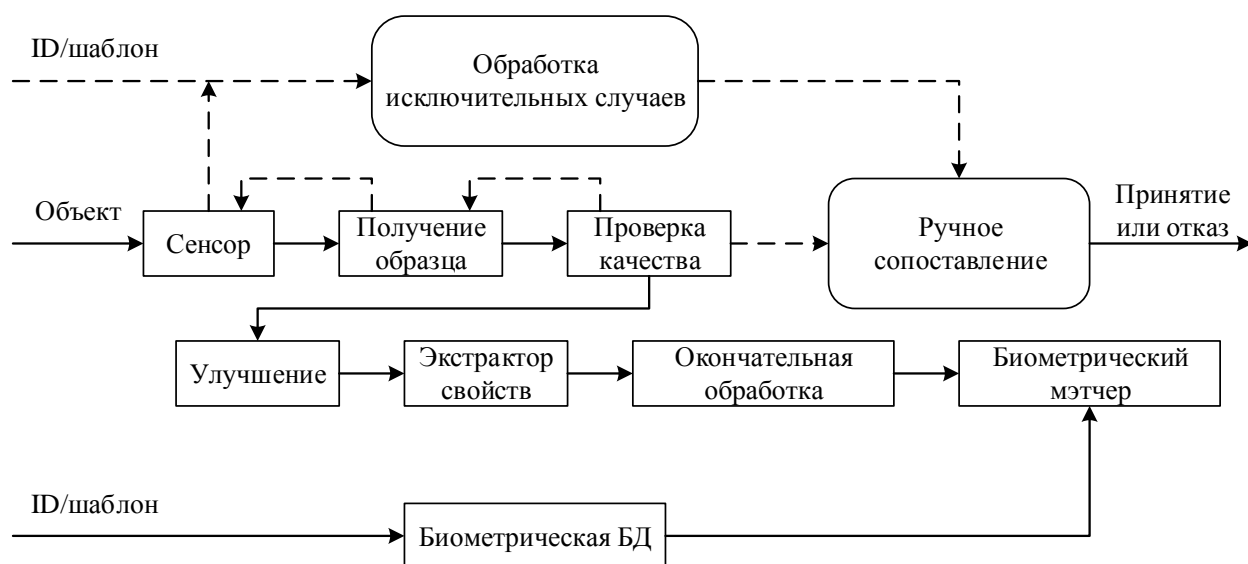 ID/шаблон
Обработка
исключительных случаев
Объект
Сенсор
Получение
образца
Проверка
качества
Ручное
сопоставление
Принятие
или отказ
Улучшение
Экстрактор
свойств
Окончательная
обработка
Биометрический
мэтчер
ID/шаблон
Биометрическая БД